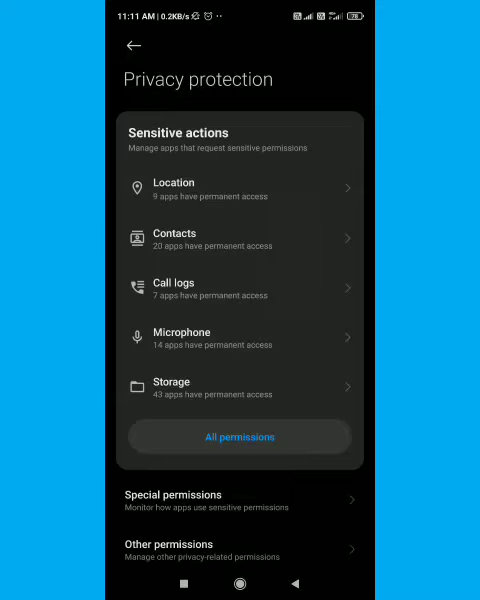 11:11 AM | 0.2KB/s
78
Privacy protection
Sensitive actions
Manage apps that request sensitive permissions
Location
9 apps have permanent access
Contacts
20 apps have permanent access
Call logs
7 apps have permanent access
Microphone
14 apps have permanent access
Storage
43 apps have permanent access
All permissions
Special permissions
Monitor how apps use sensitive permissions
Other permissions
Manage other privacy-related permissions